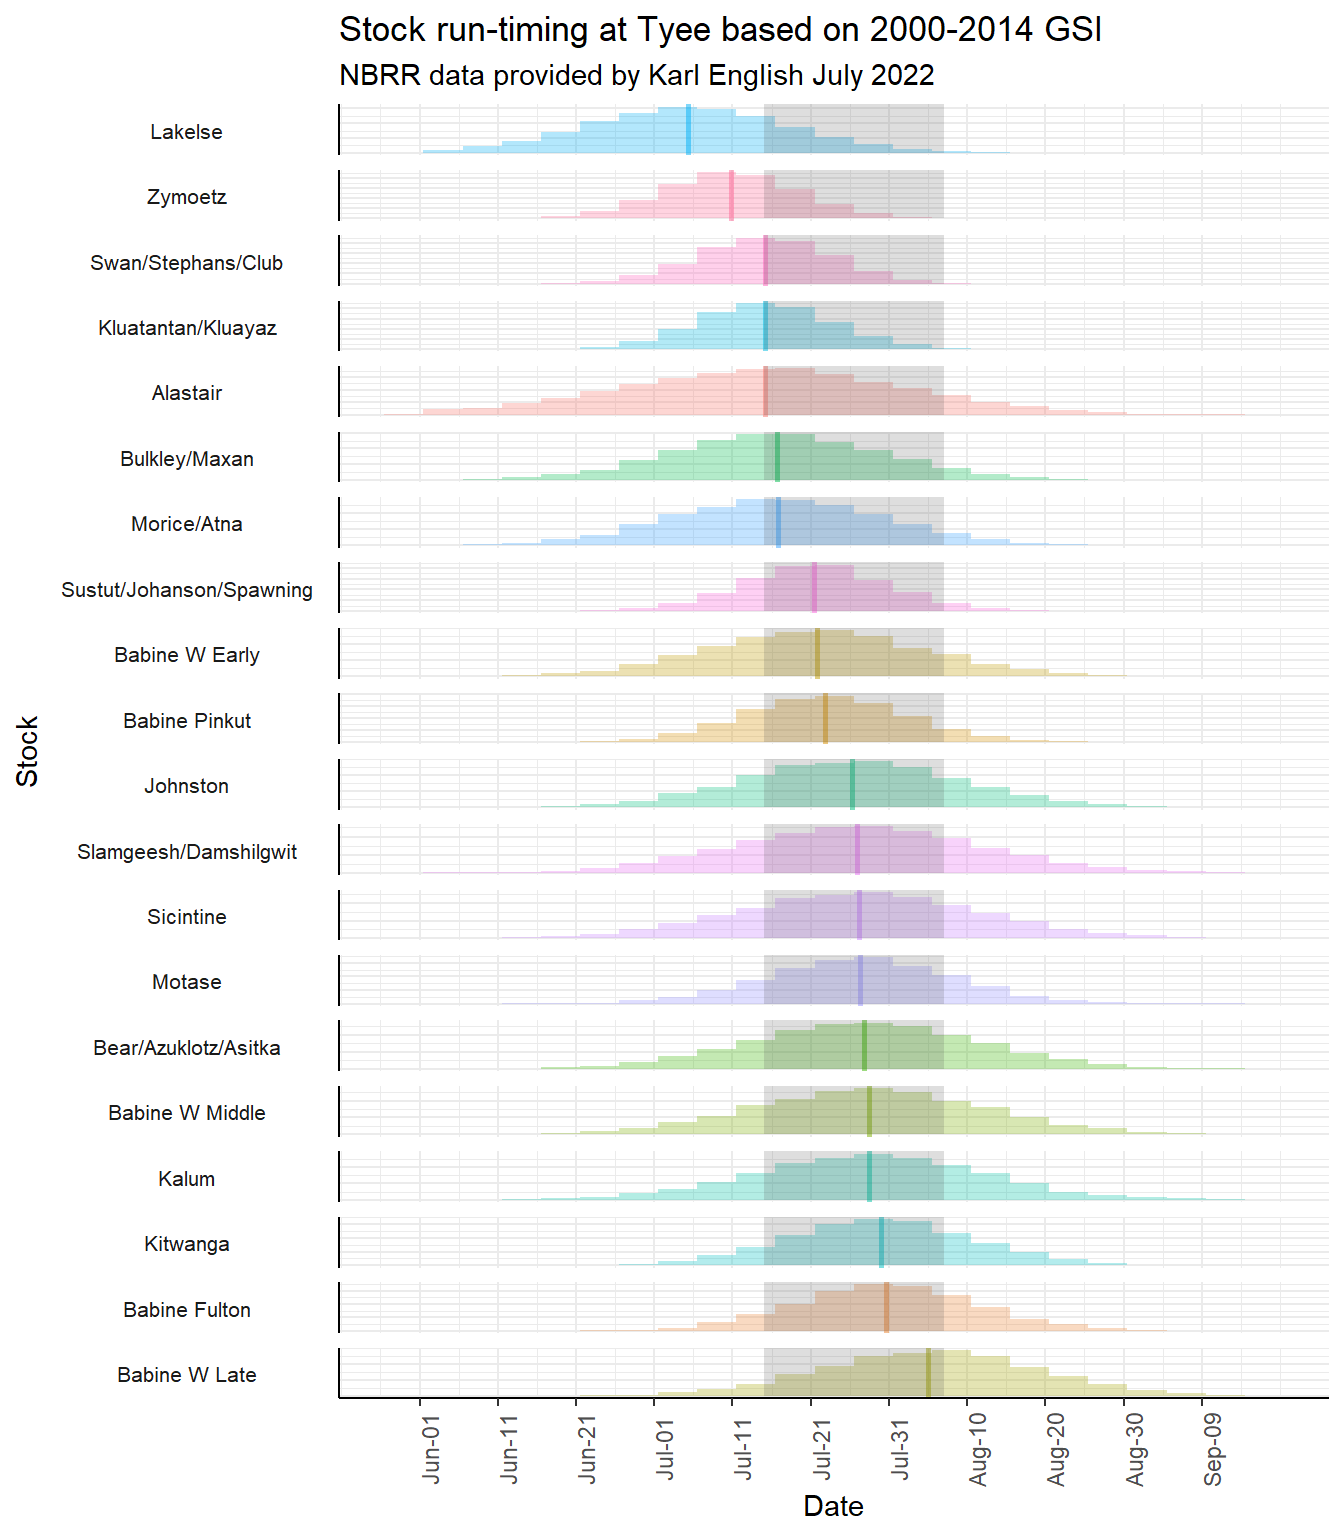 Stock run-timing at Tyee based on 2000-2014 GSI
NBRR data provided by Karl English July 2022
Lakelse
Zymoetz
Swan/Stephans/Club
Kluatantan/Kluayaz
Alastair
Bulkley/Maxan
Morice/Atna
Sustut/Johanson/Spawning
Babine W Early
Babine Pinkut
Johnston
Slamgeesh/Damshilgwit
Sicintine
Motase
Bear/Azuklotz/Asitka
Babine W Middle
Kalum
Kitwanga
Babine Fulton
Babine W Late
Stock
Jun-01
Jun-11
Jun-21
Jul-01
Jul-11
Jul-21
Jul-31
Aug-10
Aug-20
Aug-30
Sep-09
Date